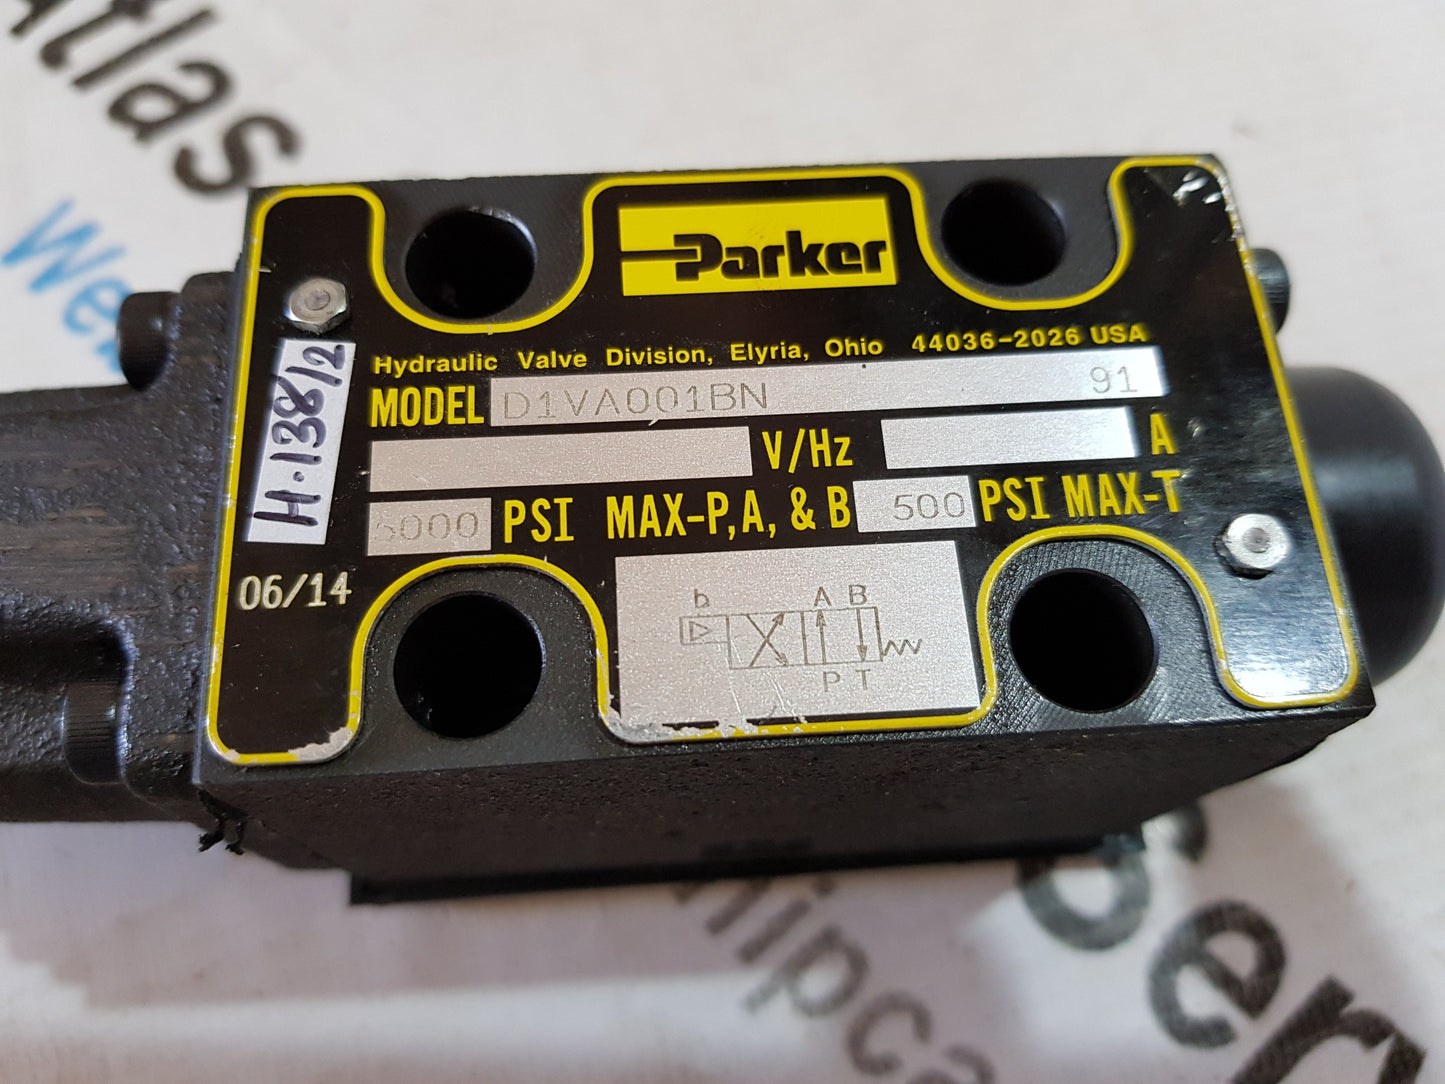 atlas
Web
Parker
Hydraulic Valve Division, Elyria, Ohio 44036-2026 USA
MODEL D1VA001BN 91
V/Hz A
5000 PSI MAX-P,A, & B 500 PSI MAX-T
H.138/2
06/14
b A B
P T